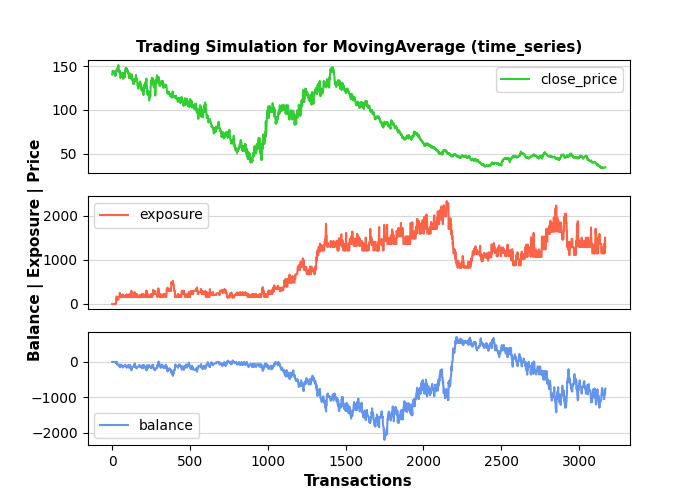 Trading Simulation for MovingAverage (time_series)
150
100
50
close_price
2000
1000
0
exposure
0
−1000
−2000
balance
0
500
1000
1500
2000
2500
3000
Balance | Exposure | Price
Transactions